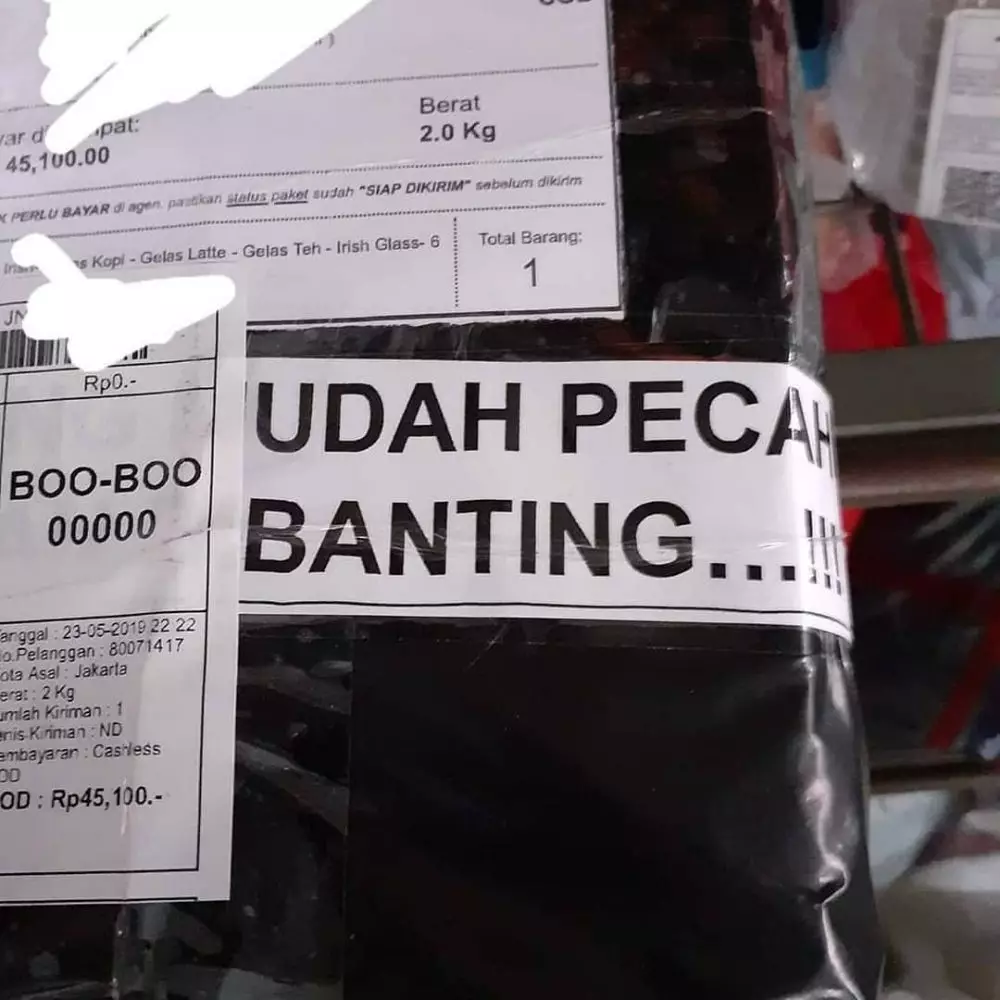 Berat
45,100.00
2.0 Kg
PERLU BAYAR di agen, pastikan status paket sudah "SIAP DIKIRIM" sebelum dikirim
Kopi - Gelas Latte - Gelas Teh - Irish Glass- 6
Total Barang:
1
Rp0.-
BOO-BOO
00000
UDAH PECAH
BANTING...!!!
anggal : 23-05-2019 22 22
o.Pelanggan : 80071417
ota Asal : Jakarta
erat : 2 Kg
umlah Kiriman : 1
enis Kiriman : ND
embayaran : Cashless
OD
OD : Rp45,100.-